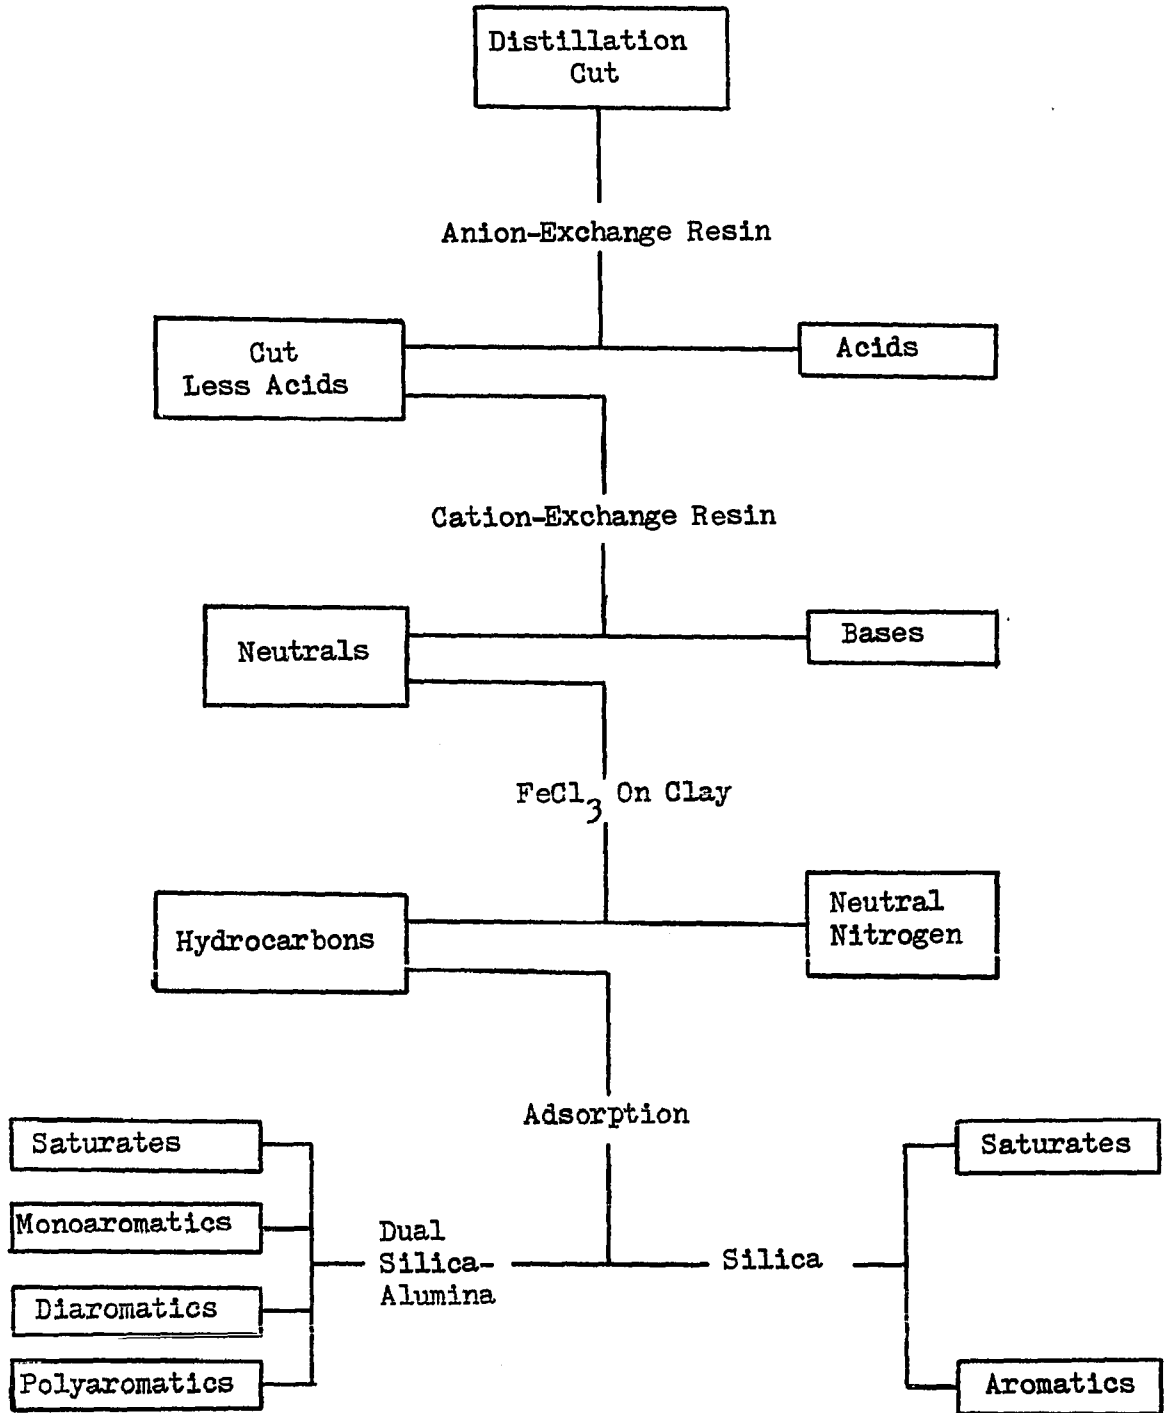 Distillation
Cut
Anion-Exchange Resin
Cut
Less Acids
Acids
Cation-Exchange Resin
Neutrals
Bases
FeCl3 On Clay
Hydrocarbons
Neutral
Nitrogen
Adsorption
Saturates
Monoaromatics
Diaromatics
Polyaromatics
Dual
Silica-
Alumina
Silica
Saturates
Aromatics